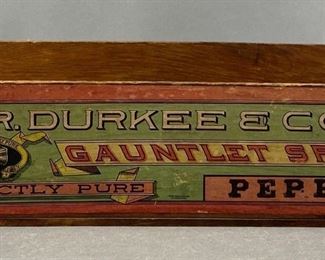 R. DURKEE & CO
GAUNTLET SP
CTLY PURE
PEPP